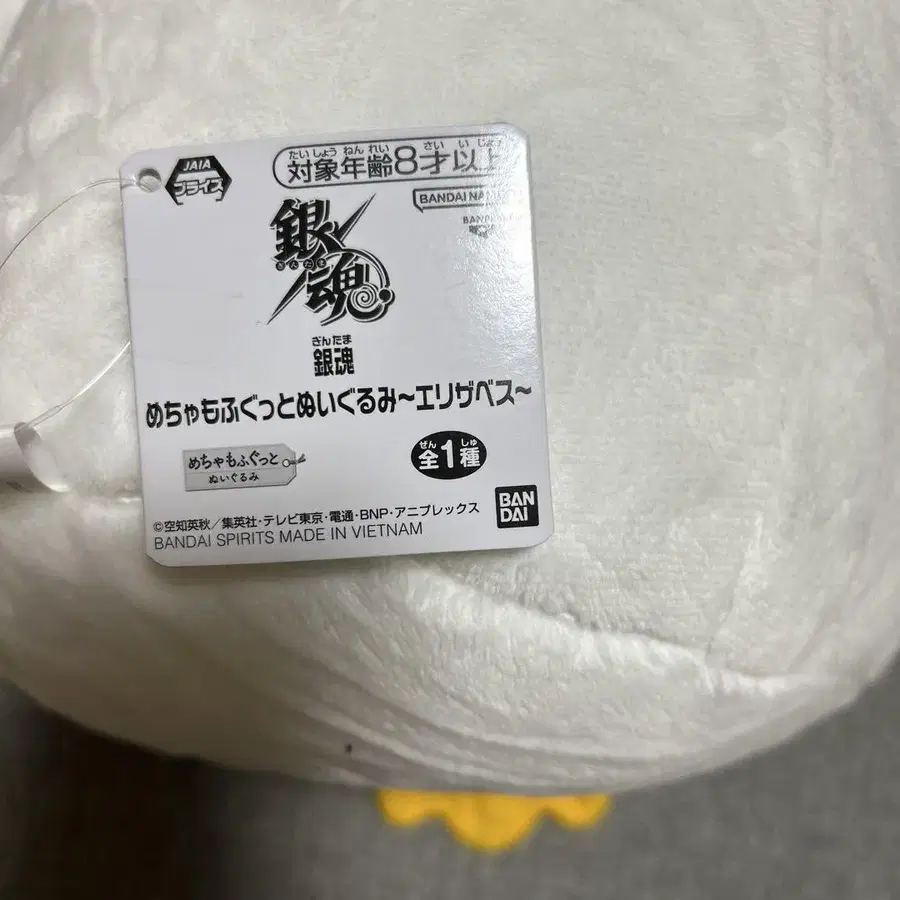 JAIA
プライズ
たいしょうねんれい さいいじょう
対象年齢8才以上
BANDAI NAMCO
銀魂
ぎんたま
ぎんたま
銀魂
めちゃもふぐっとぬいぐるみ~エリザベス~
めちゃもふぐっと
ぬいぐるみ
ぜん しゅ
全1種
BAN
DAI
©空知英秋/集英社・テレビ東京・電通・BNP・アニプレックス
BANDAI SPIRITS MADE IN VIETNAM